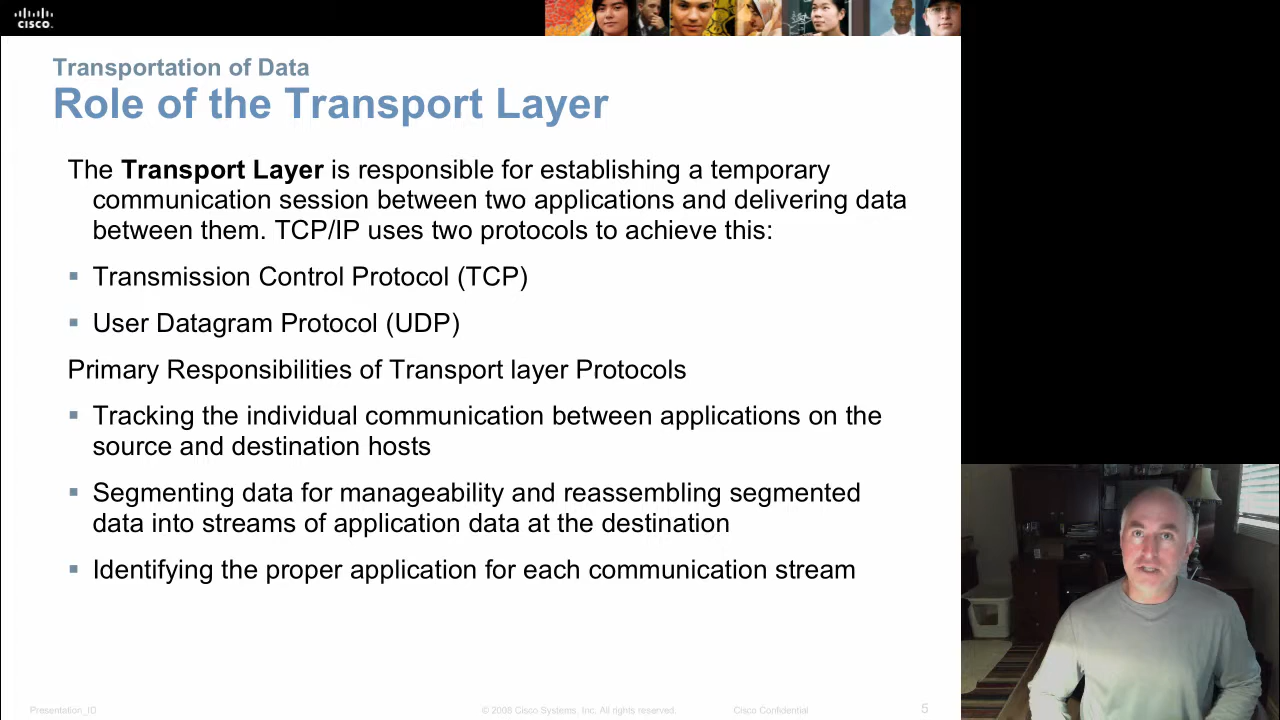 CISCO
Transportation of Data
Role of the Transport Layer
The Transport Layer is responsible for establishing a temporary
communication session between two applications and delivering data
between them. TCP/IP uses two protocols to achieve this:
▪ Transmission Control Protocol (TCP)
▪ User Datagram Protocol (UDP)
Primary Responsibilities of Transport layer Protocols
▪ Tracking the individual communication between applications on the
source and destination hosts
▪ Segmenting data for manageability and reassembling segmented
data into streams of application data at the destination
▪ Identifying the proper application for each communication stream
Presentation_ID © 2008 Cisco Systems, Inc. All rights reserved. Cisco Confidential 5